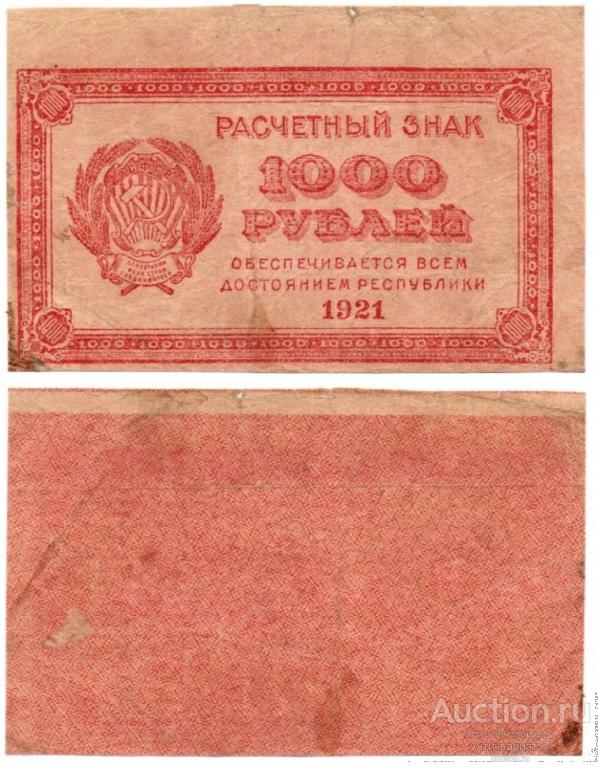 РАСЧЕТНЫЙ ЗНАК
1000
РУБЛЕЙ
ОБЕСПЕЧИВАЕТСЯ ВСЕМ
ДОСТОЯНИЕМ РЕСПУБЛИКИ
1921
Auction.ru